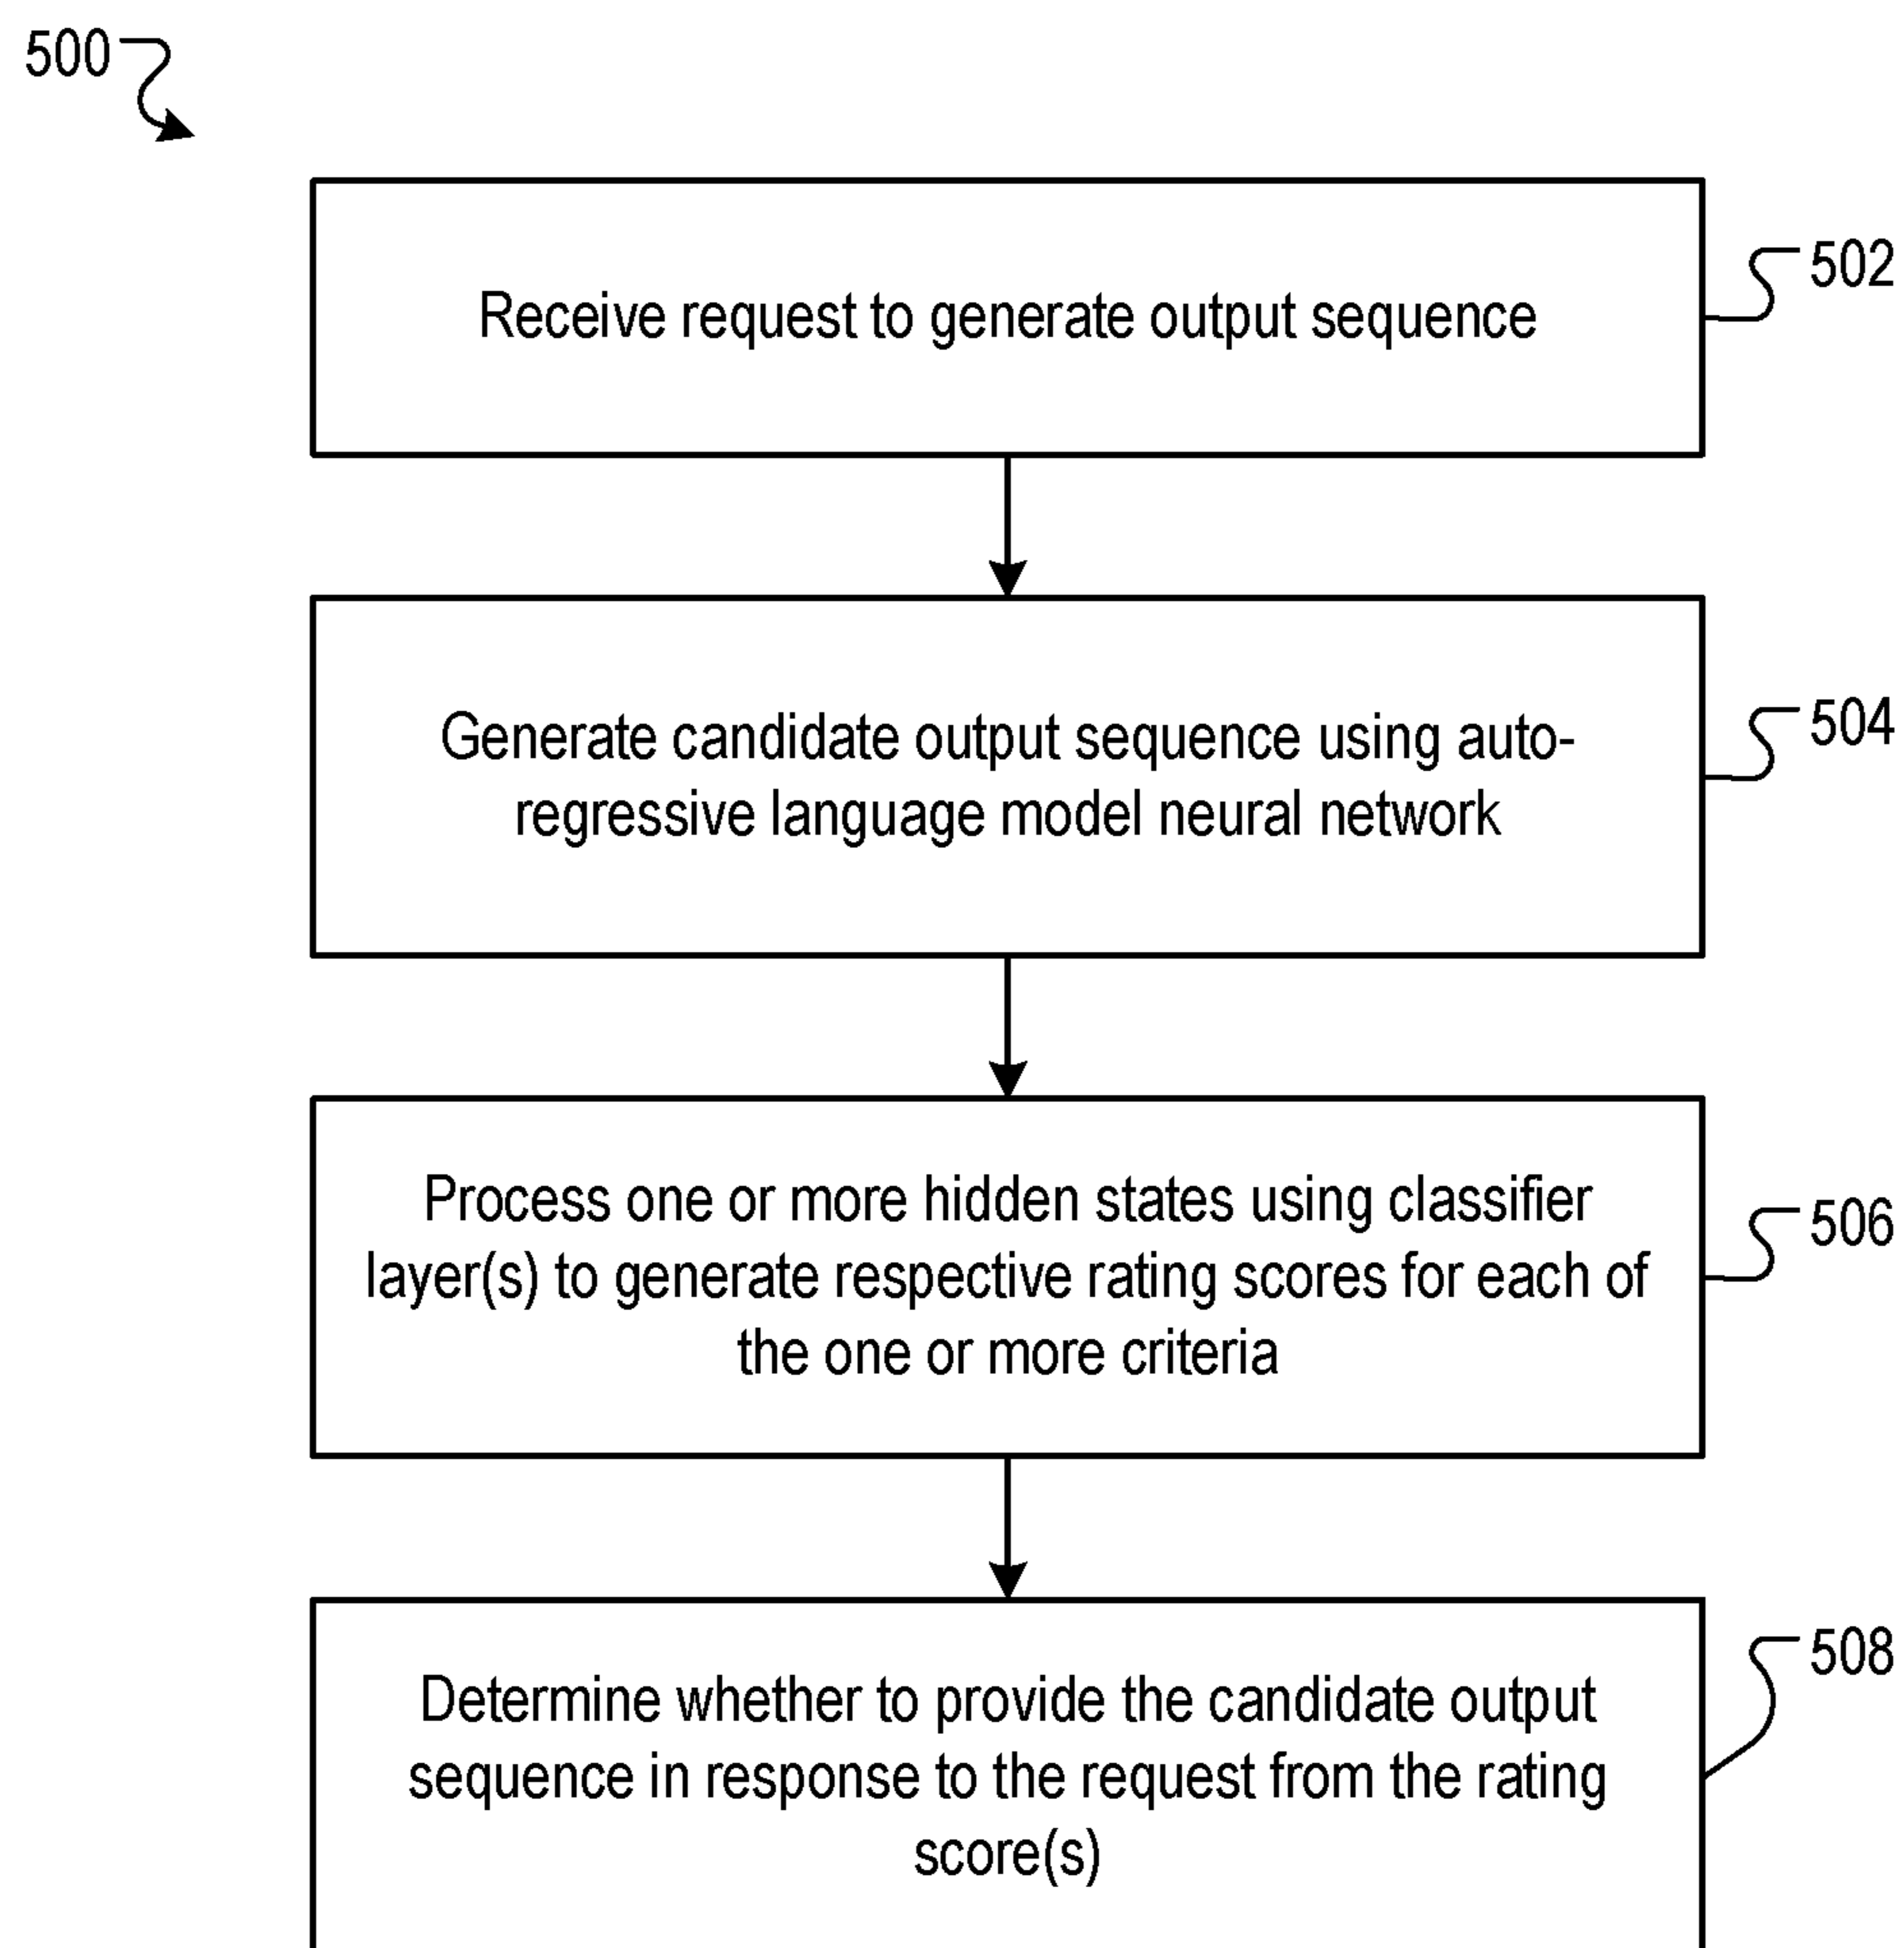 500
Receive request to generate output sequence
502
Generate candidate output sequence using auto-
regressive language model neural network
504
Process one or more hidden states using classifier
layer(s) to generate respective rating scores for each of
the one or more criteria
506
Determine whether to provide the candidate output
sequence in response to the request from the rating
score(s)
508